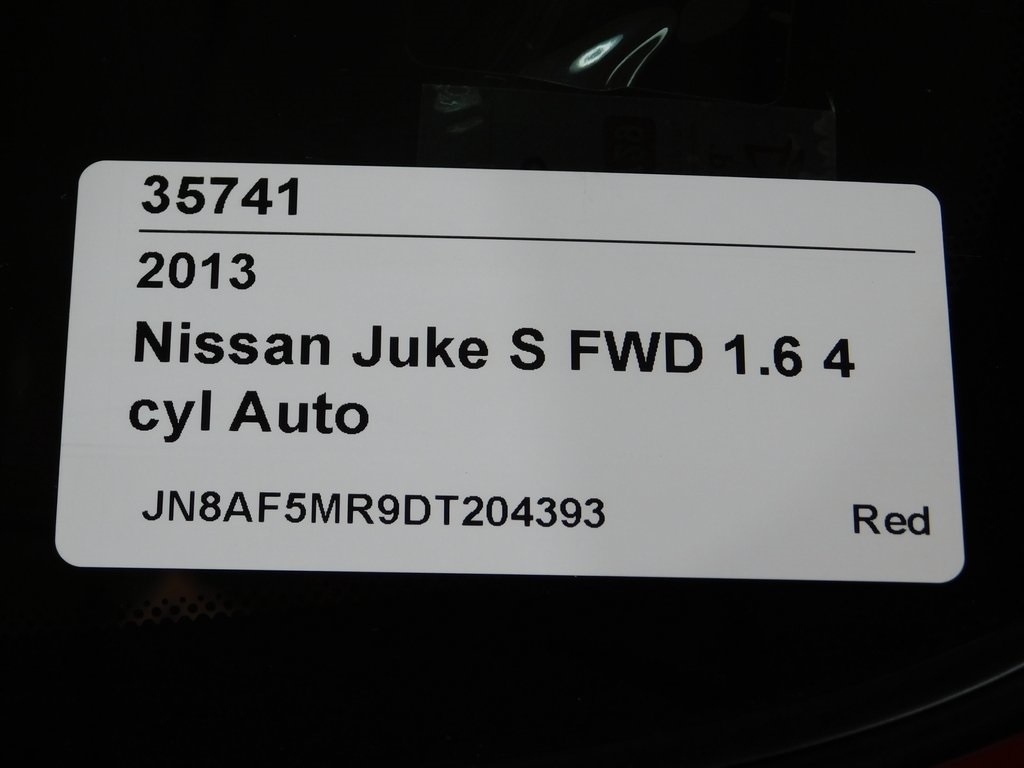 35741
2013
Nissan Juke S FWD 1.6 4
cyl Auto
JN8AF5MR9DT204393 Red